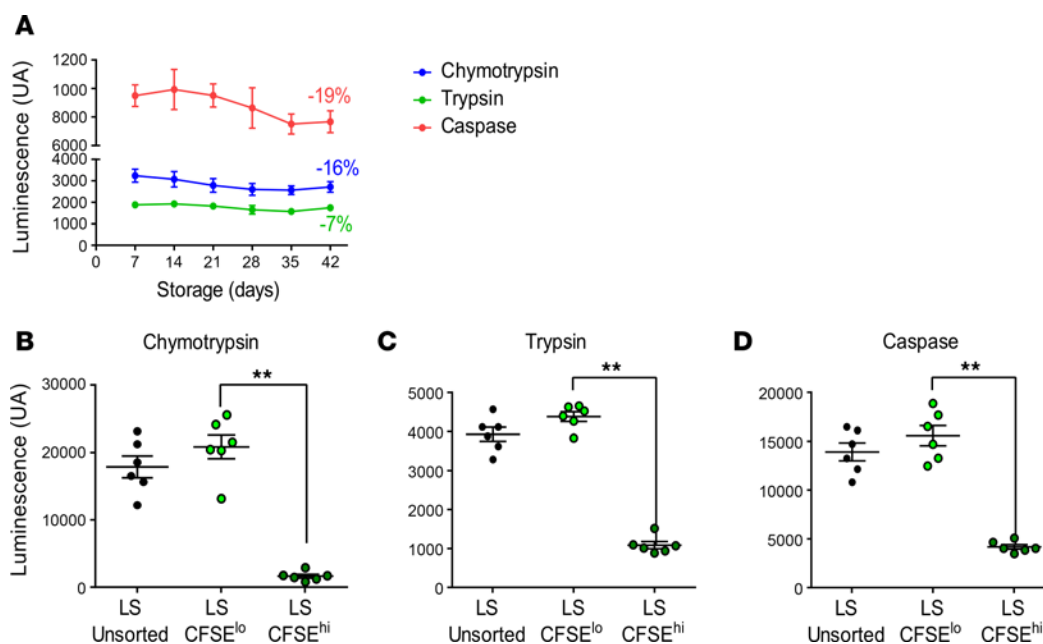 A
Luminescence (UA)
1200
1000
8000
6000
4000
3000
2000
1000
0
-19%
-16%
-7%
0 7 14 21 28 35 42
Storage (days)
Chymotrypsin
Trypsin
Caspase
B
Chymotrypsin
Luminescence (UA)
30000
20000
10000
0
**
LS LS LS
Unsorted CFSElo CFSEhi
C
Trypsin
5000
4000
3000
2000
1000
0
**
LS LS LS
Unsorted CFSElo CFSEhi
D
Caspase
20000
15000
10000
5000
0
**
LS LS LS
Unsorted CFSElo CFSEhi